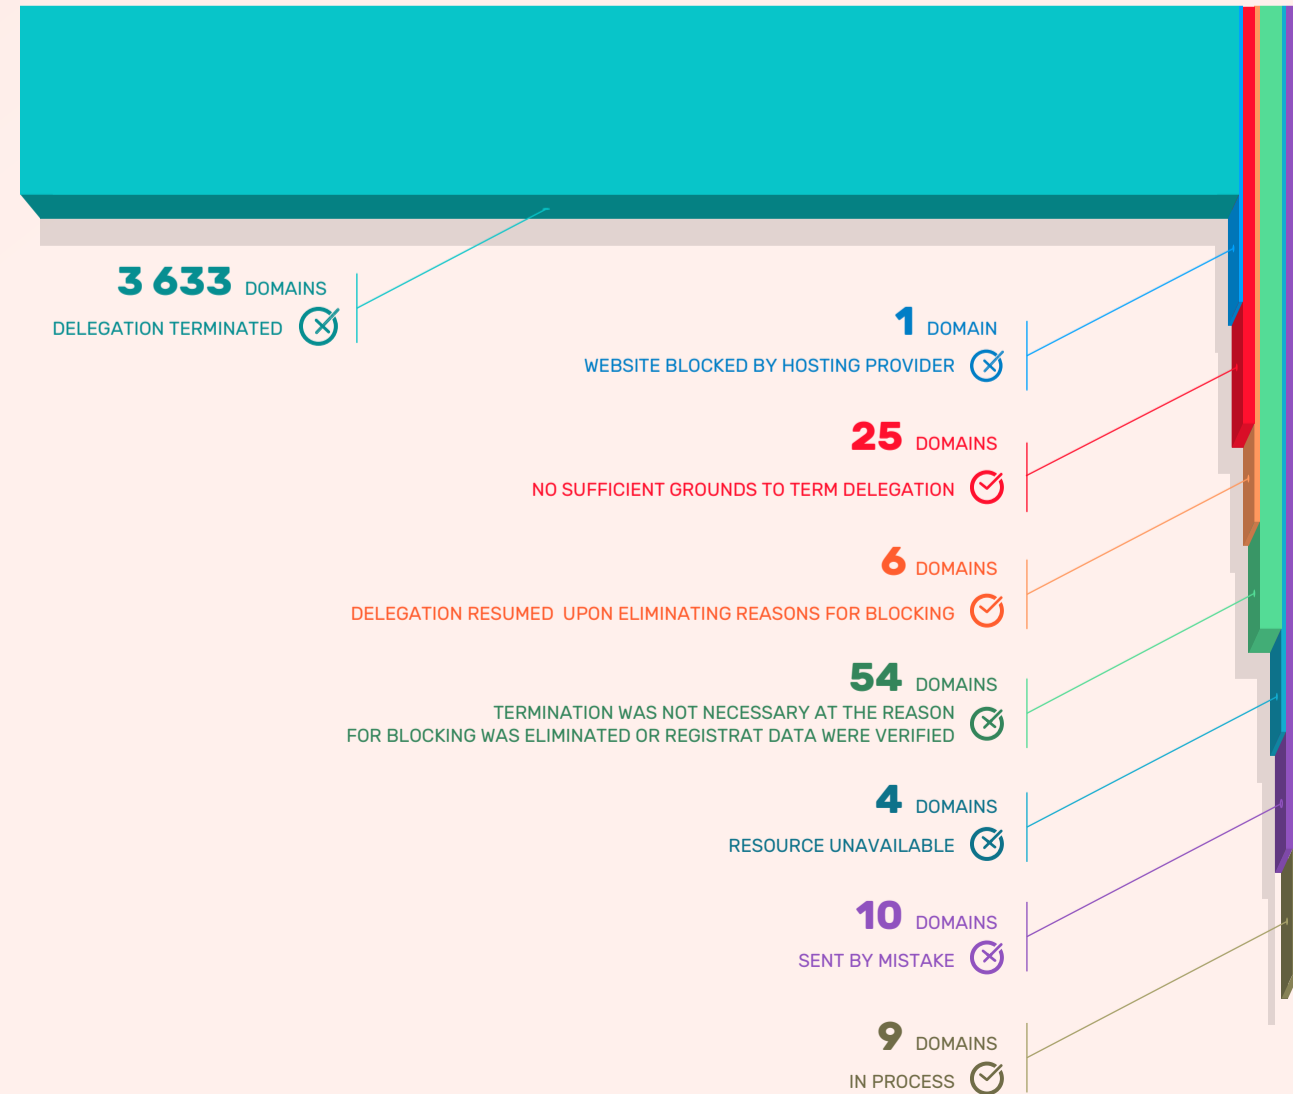 3 633 DOMAINS
DELEGATION TERMINATED
1 DOMAIN
WEBSITE BLOCKED BY HOSTING PROVIDER
25 DOMAINS
NO SUFFICIENT GROUNDS TO TERM DELEGATION
6 DOMAINS
DELEGATION RESUMED UPON ELIMINATING REASONS FOR BLOCKING
54 DOMAINS
TERMINATION WAS NOT NECESSARY AT THE REASON
FOR BLOCKING WAS ELIMINATED OR REGISTRAT DATA WERE VERIFIED
4 DOMAINS
RESOURCE UNAVAILABLE
10 DOMAINS
SENT BY MISTAKE
9 DOMAINS
IN PROCESS